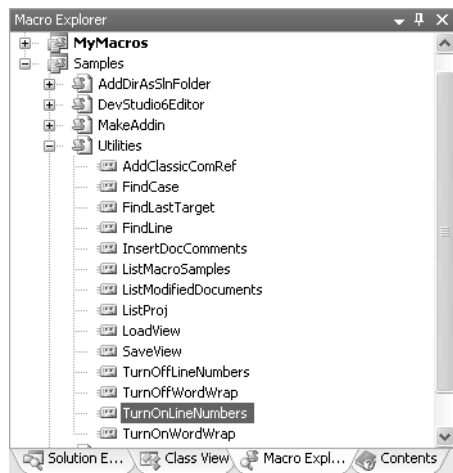 Macro Explorer
MyMacros
Samples
AddDirAsSlnFolder
DevStudio6Editor
MakeAddin
Utilities
AddClassicComRef
FindCase
FindLastTarget
FindLine
InsertDocComments
ListMacroSamples
ListModifiedDocuments
ListProj
LoadView
SaveView
TurnOffLineNumbers
TurnOffWordWrap
TurnOnLineNumbers
TurnOnWordWrap
Solution E... Class View Macro Expl... Contents